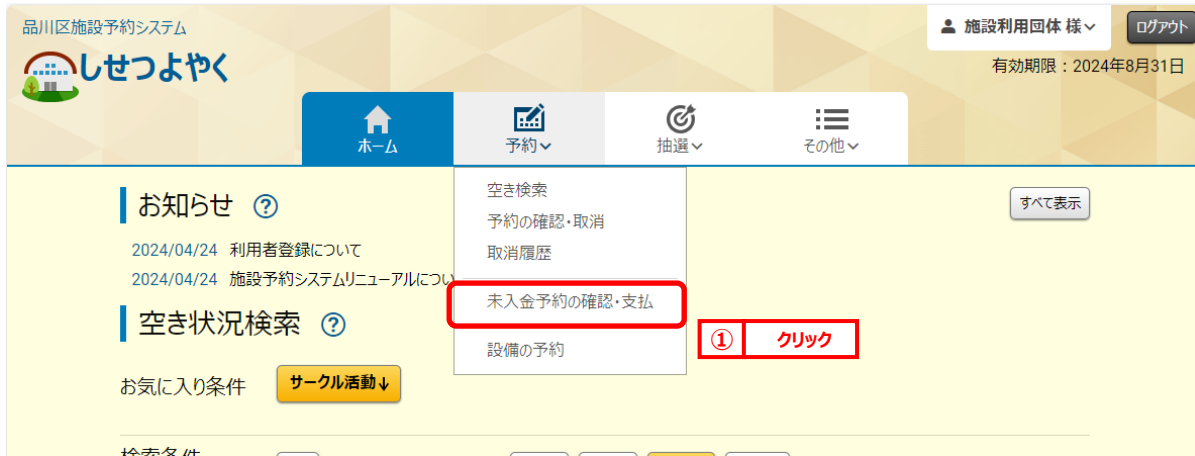 品川区施設予約システム
しせつよやく
施設利用団体 様
ログアウト
有効期限：2024年8月31日
ホーム
予約
抽選
その他
空き検索
予約の確認・取消
取消履歴
未入金予約の確認・支払
設備の予約
お知らせ ?
すべて表示
2024/04/24 利用者登録について
2024/04/24 施設予約システムリニューアルについ
① クリック
空き状況検索 ?
お気に入り条件 サークル活動↓
検索条件